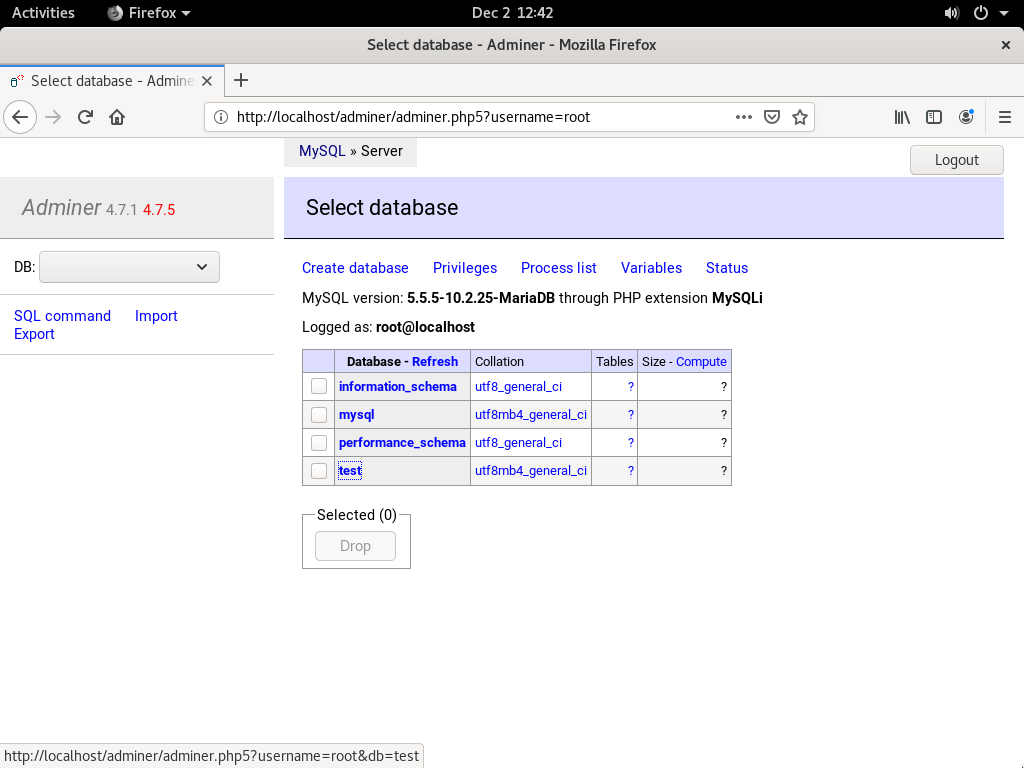 Activities Firefox Dec 2 12:42
Select database - Adminer - Mozilla Firefox
Select database - Admine
http://localhost/adminer/adminer.php5?username=root
MySQL » Server
Logout
Adminer 4.7.1 4.7.5
Select database
DB:
Create database Privileges Process list Variables Status
MySQL version: 5.5.5-10.2.25-MariaDB through PHP extension MySQLi
SQL command Import
Export
Logged as: root@localhost
Database - Refresh Collation Tables Size - Compute
information_schema utf8_general_ci ? ?
mysql utf8mb4_general_ci ? ?
performance_schema utf8_general_ci ? ?
test utf8mb4_general_ci ? ?
Selected (0)
Drop
http://localhost/adminer/adminer.php5?username=root&db=test